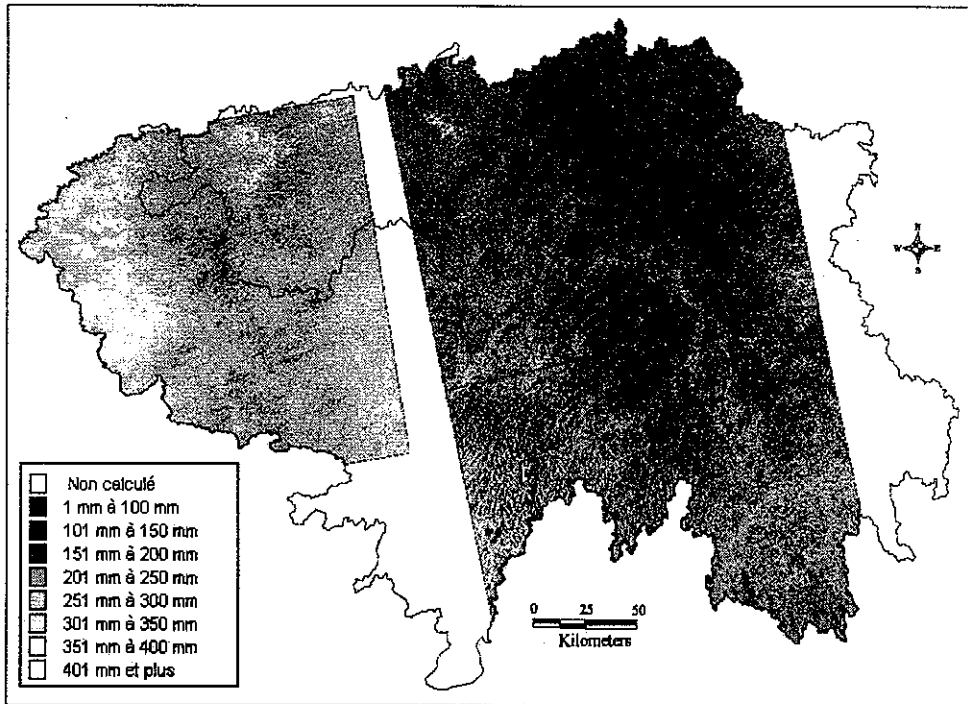 N
W E
S
Non calculé
1 mm à 100 mm
101 mm à 150 mm
151 mm à 200 mm
201 mm à 250 mm
251 mm à 300 mm
301 mm à 350 mm
351 mm à 400 mm
401 mm et plus
0 25 50
Kilometers